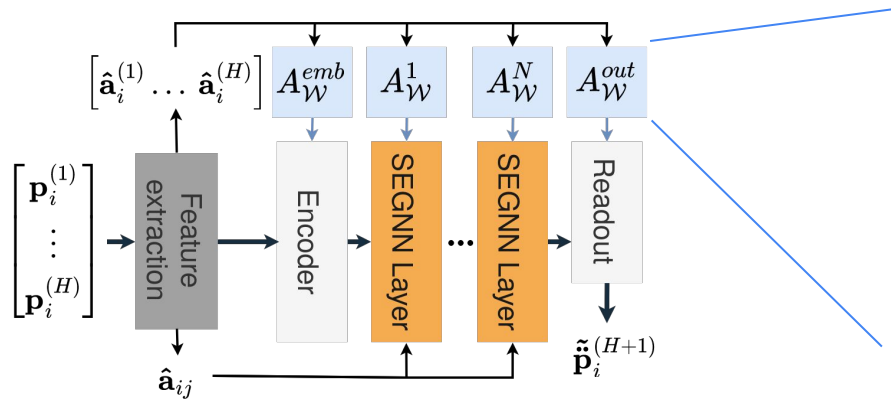 [â_i^(1) … â_i^(H)]
A_𝒲^emb
A_𝒲^1
A_𝒲^N
A_𝒲^out
[p_i^(1)
⋮
p_i^(H)]
Feature
extraction
Encoder
SEGNN Layer
...
SEGNN Layer
Readout
â_ij
p̃̈_i^(H+1)